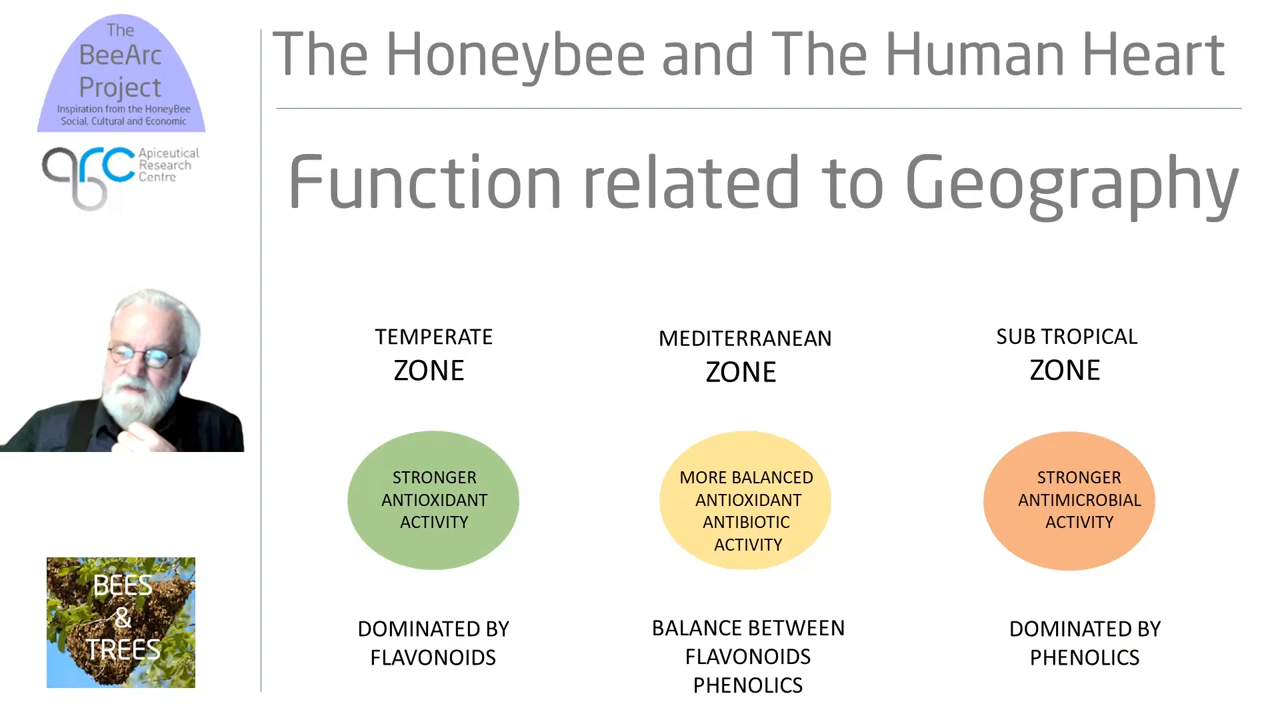 The
BeeArc
Project
Inspiration from the HoneyBee
Social, Cultural and Economic
arc
b
Apiceutical
Research
Centre
The Honeybee and The Human Heart
Function related to Geography
TEMPERATE
ZONE
STRONGER
ANTIOXIDANT
ACTIVITY
DOMINATED BY
FLAVONOIDS
MEDITERRANEAN
ZONE
MORE BALANCED
ANTIOXIDANT
ANTIBIOTIC
ACTIVITY
BALANCE BETWEEN
FLAVONOIDS
PHENOLICS
SUB TROPICAL
ZONE
STRONGER
ANTIMICROBIAL
ACTIVITY
DOMINATED BY
PHENOLICS
BEES
&
TREES